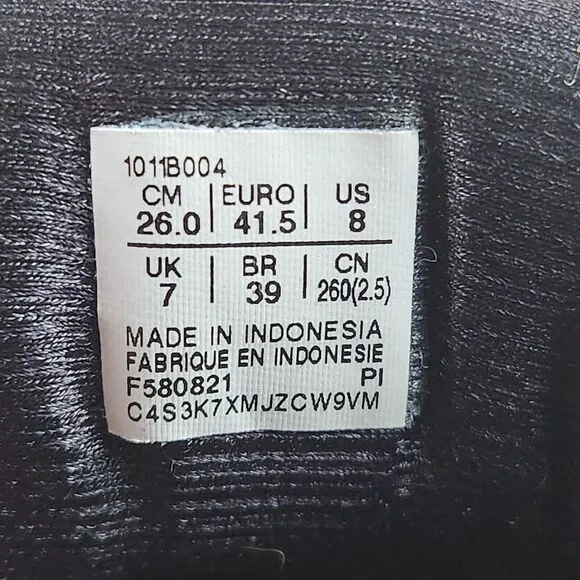 1011B004
CM | EURO | US
26.0 | 41.5 | 8
UK | BR | CN
7 | 39 | 260(2.5)
MADE IN INDONESIA
FABRIQUE EN INDONESIE
F580821 PI
C4S3K7XMJZCW9VM